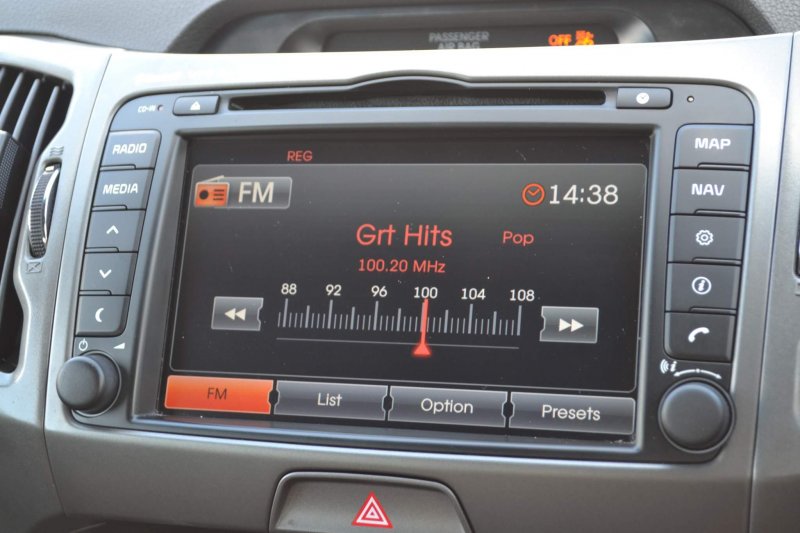 PASSENGER
AIR BAG
OFF
CD-IN
RADIO
MEDIA
REG
FM
14:38
Grt Hits
Pop
100.20 MHz
88 92 96 100 104 108
FM
List
Option
Presets
MAP
NAV